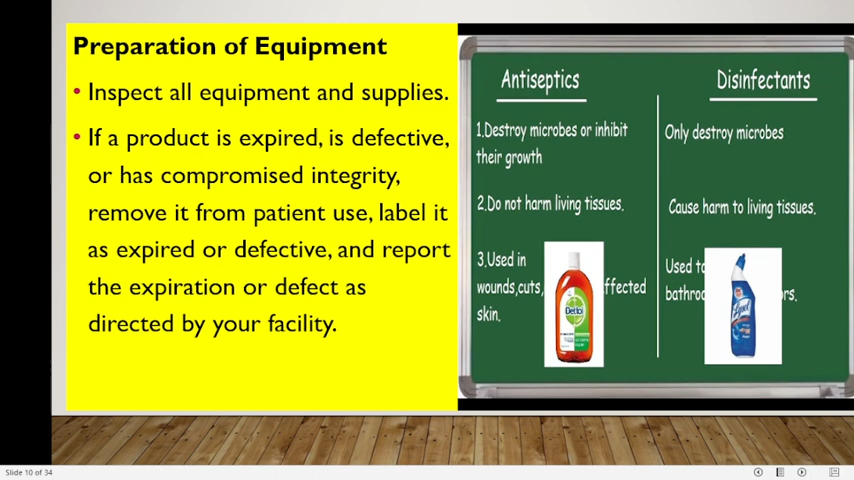 Preparation of Equipment
• Inspect all equipment and supplies.
• If a product is expired, is defective,
or has compromised integrity,
remove it from patient use, label it
as expired or defective, and report
the expiration or defect as
directed by your facility.
Antiseptics
1.Destroy microbes or inhibit
their growth
2.Do not harm living tissues.
3.Used in
wounds,cuts,
ffected
skin.
Dettol
Disinfectants
Only destroy microbes
Cause harm to living tissues.
Used to
Lysol
Slide 10 of 34